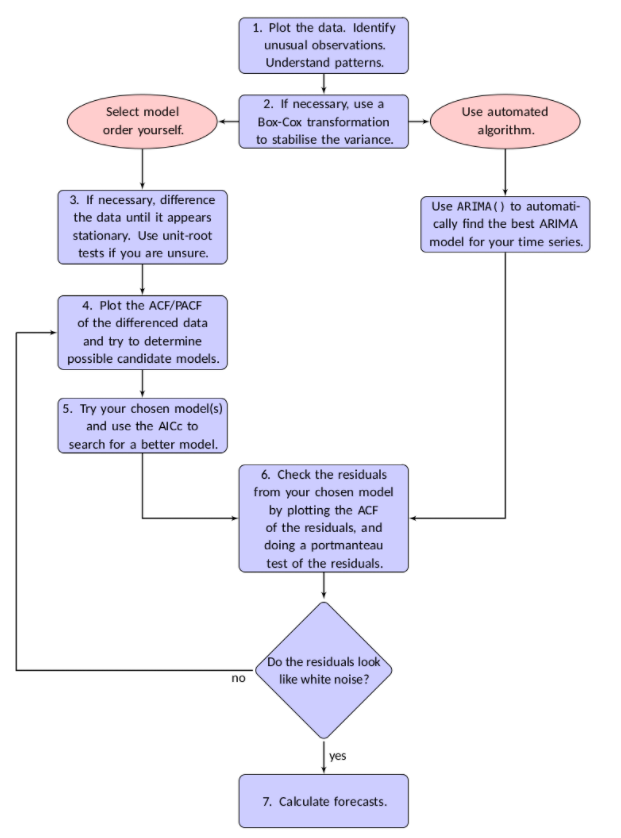 1. Plot the data. Identify
unusual observations.
Understand patterns.
Select model
order yourself.
2. If necessary, use a
Box-Cox transformation
to stabilise the variance.
Use automated
algorithm.
3. If necessary, difference
the data until it appears
stationary. Use unit-root
tests if you are unsure.
Use ARIMA() to automati-
cally find the best ARIMA
model for your time series.
4. Plot the ACF/PACF
of the differenced data
and try to determine
possible candidate models.
5. Try your chosen model(s)
and use the AICc to
search for a better model.
6. Check the residuals
from your chosen model
by plotting the ACF
of the residuals, and
doing a portmanteau
test of the residuals.
Do the residuals look
like white noise?
no
yes
7. Calculate forecasts.